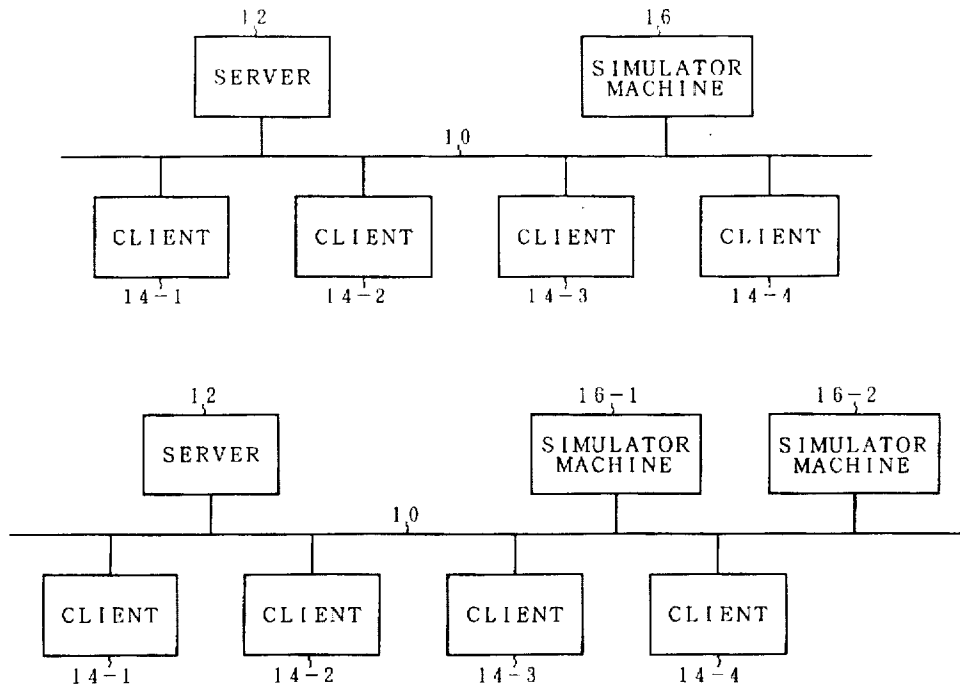 12
16
SERVER
SIMULATOR
MACHINE
10
CLIENT
CLIENT
CLIENT
CLIENT
14-1
14-2
14-3
14-4
12
16-1
16-2
SERVER
SIMULATOR
MACHINE
SIMULATOR
MACHINE
10
CLIENT
CLIENT
CLIENT
CLIENT
14-1
14-2
14-3
14-4